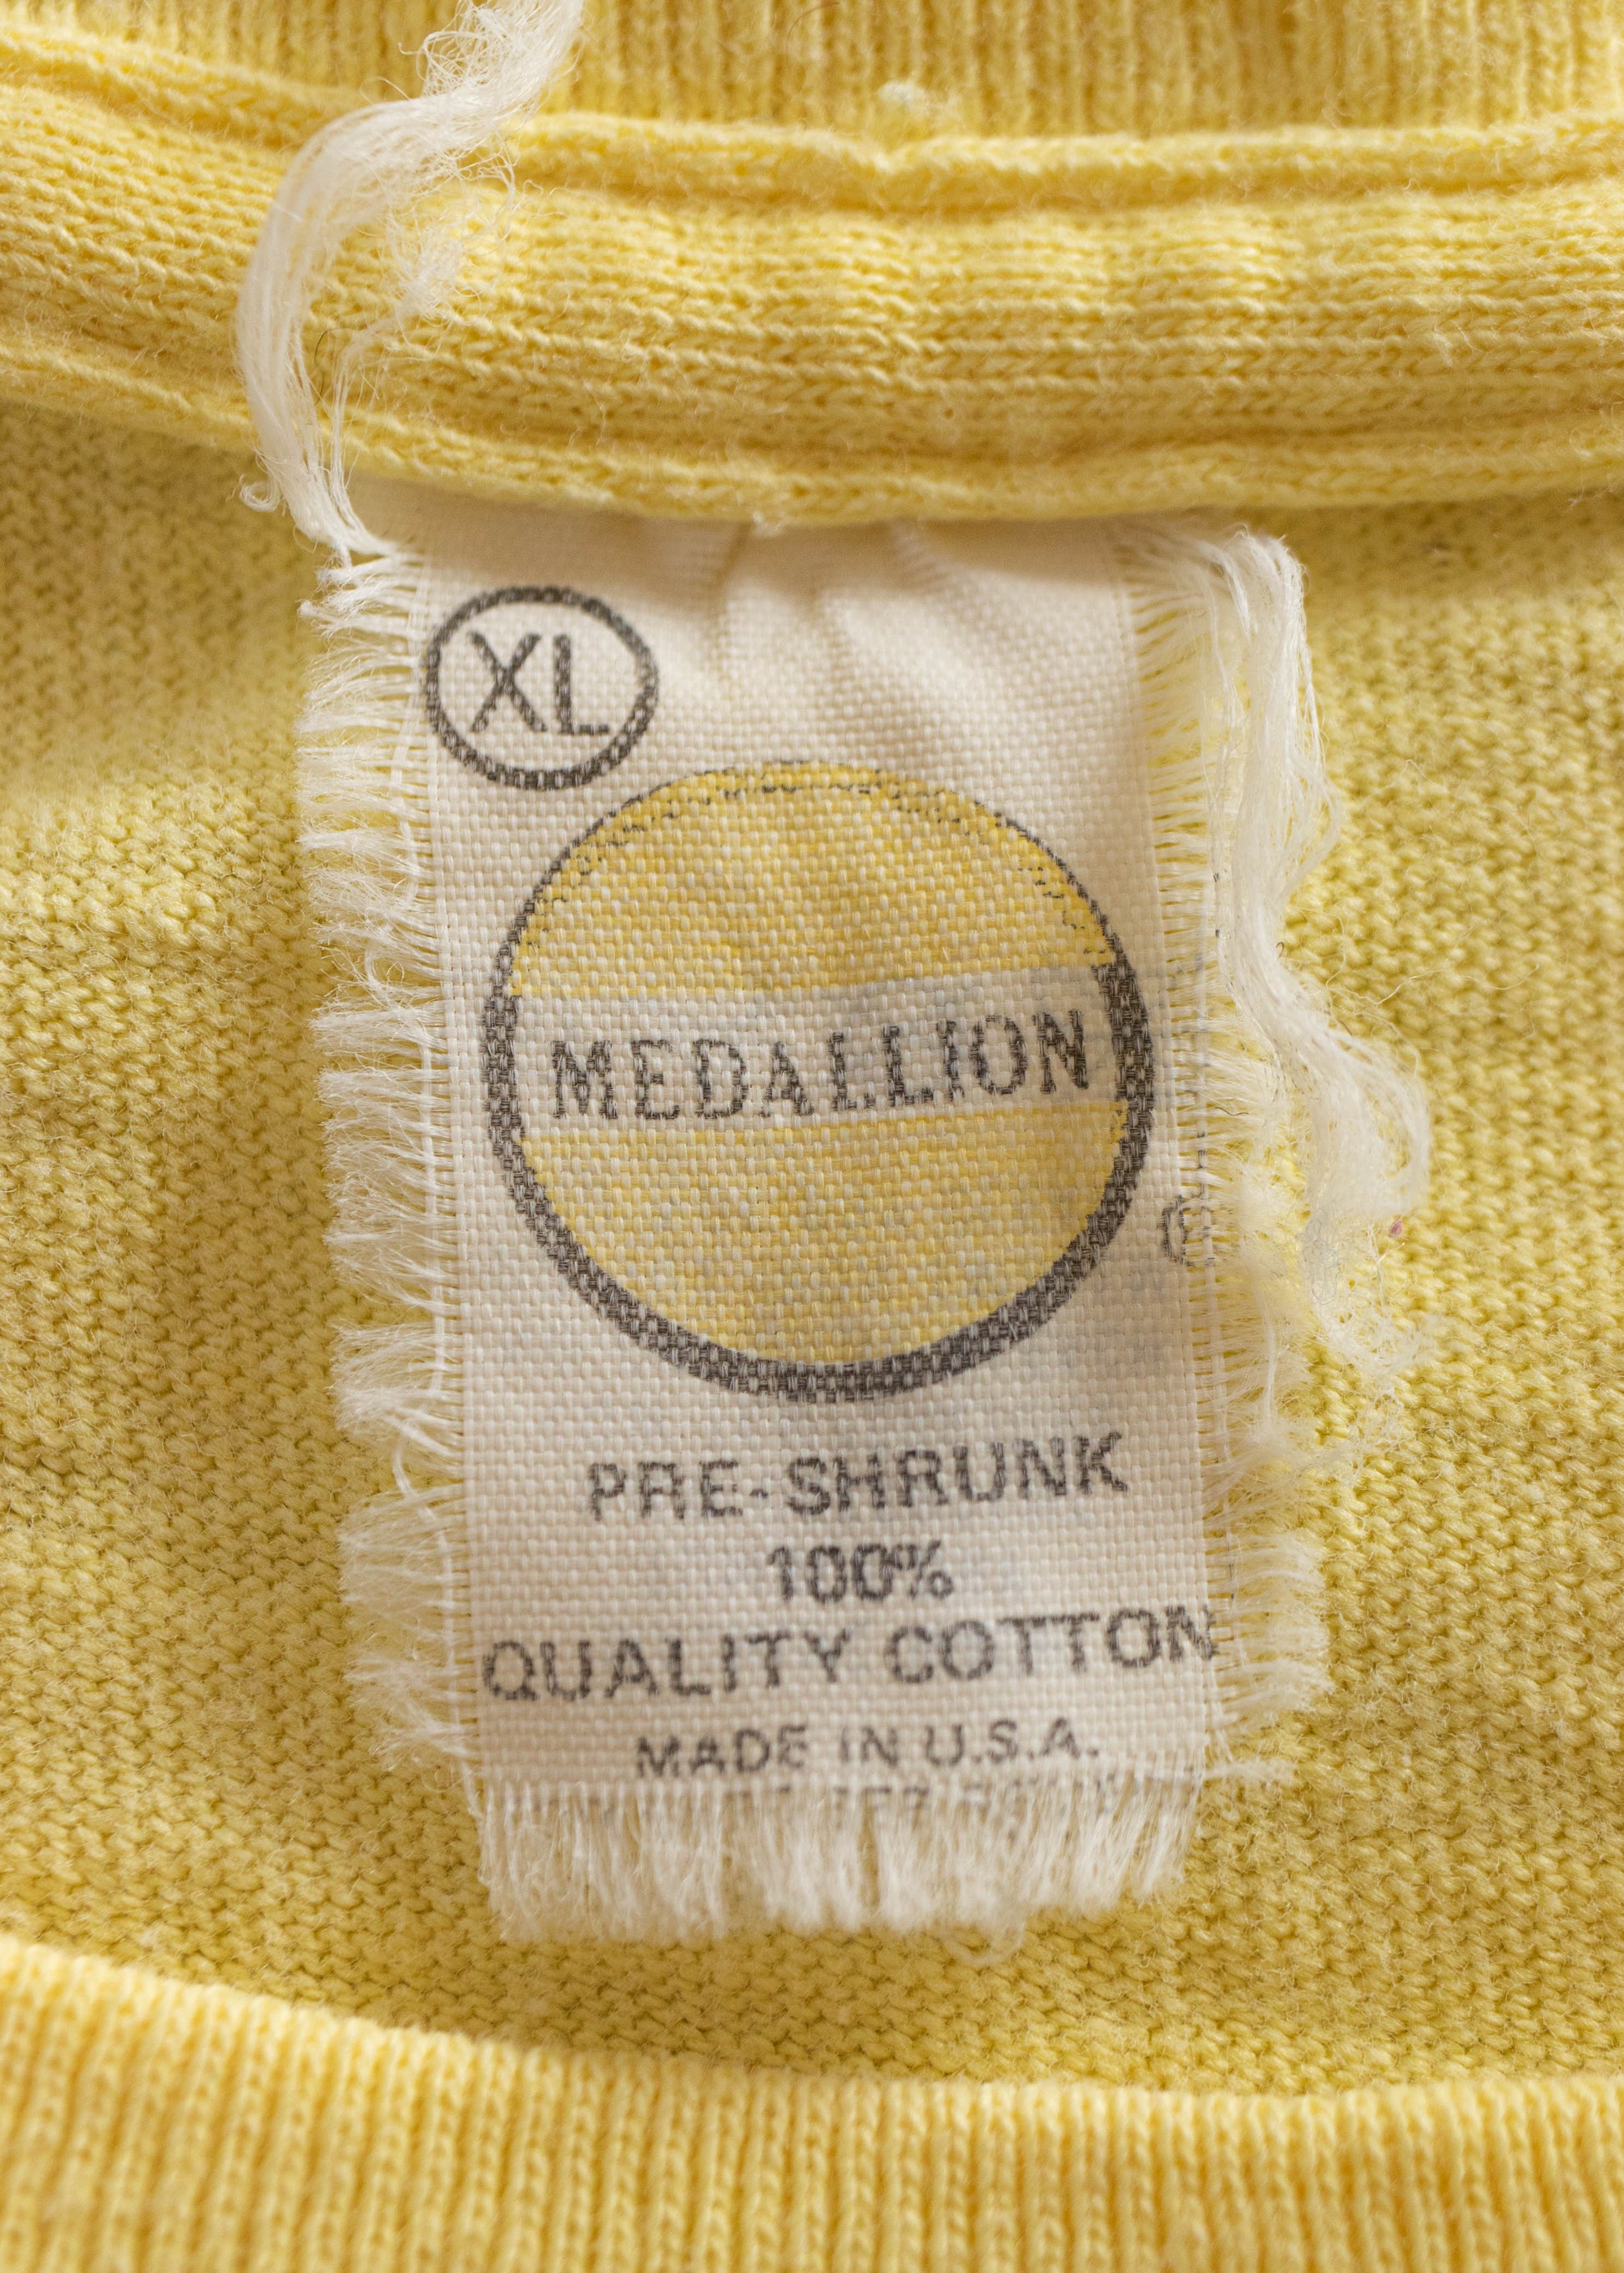 XL
MEDALLION
®
PRE-SHRUNK
100%
QUALITY COTTON
MADE IN U.S.A.